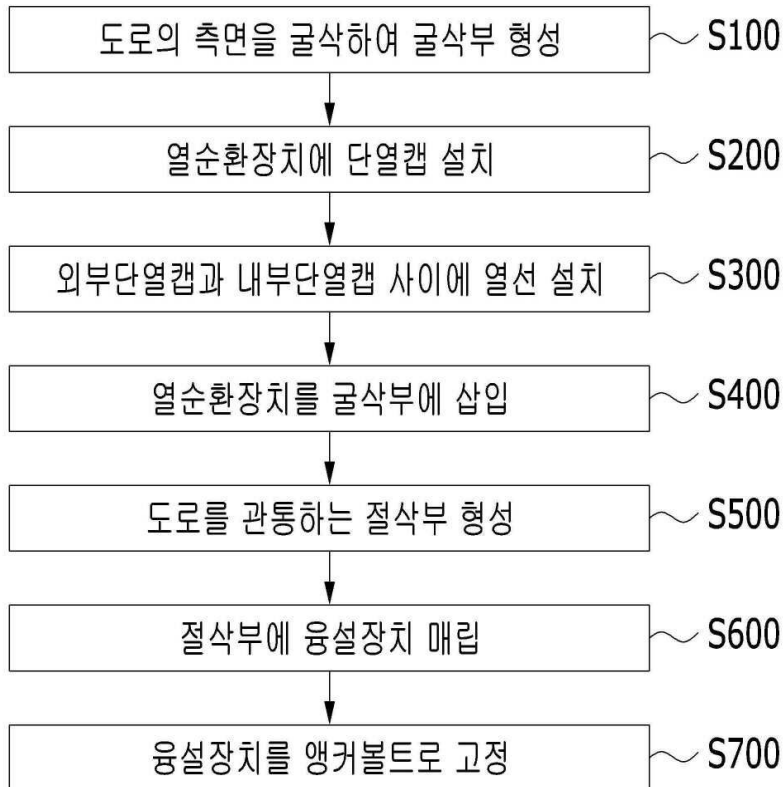 도로의 측면을 굴삭하여 굴삭부 형성 S100
열순환장치에 단열캡 설치 S200
외부단열캡과 내부단열캡 사이에 열선 설치 S300
열순환장치를 굴삭부에 삽입 S400
도로를 관통하는 절삭부 형성 S500
절삭부에 융설장치 매립 S600
융설장치를 앵커볼트로 고정 S700